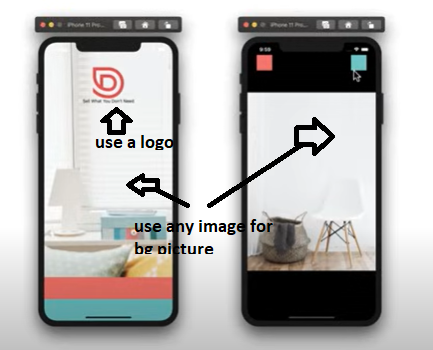 iPhone 11 Pro...
iPhone 11 Pro...
9:59
Sell What You Don't Need
use a logo
use any image for
bg picture